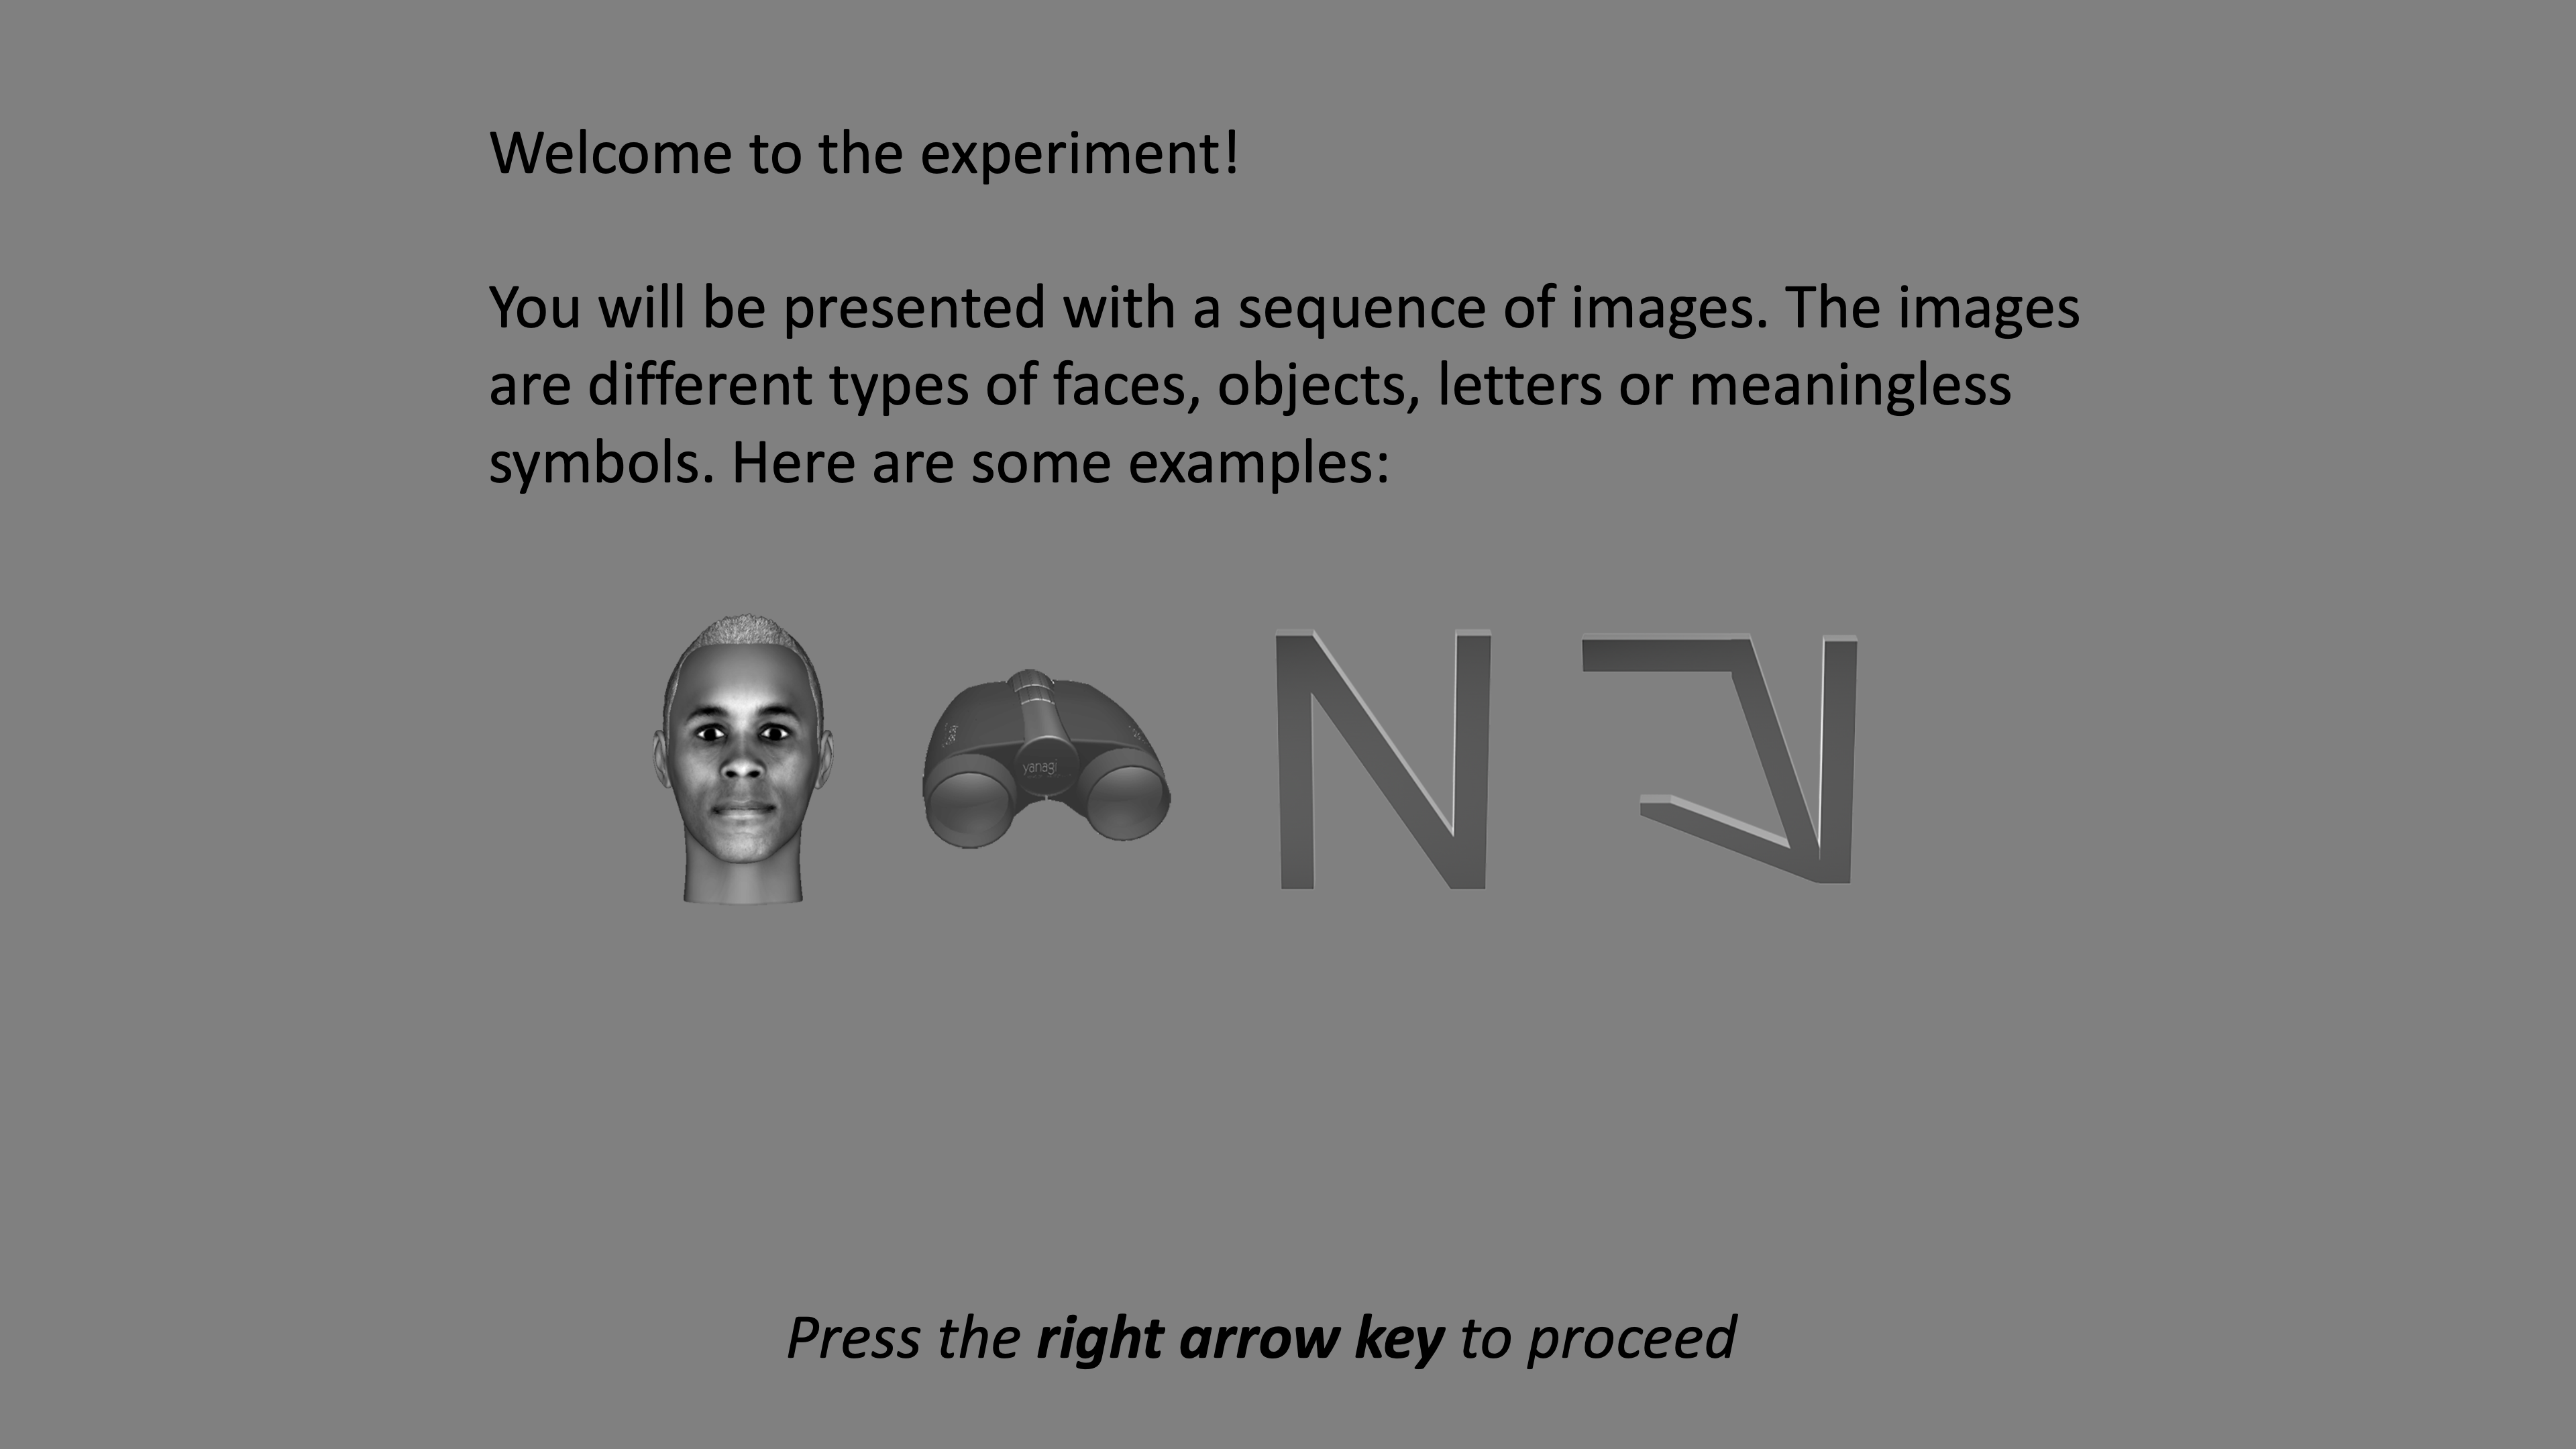 Welcome to the experiment!
You will be presented with a sequence of images. The images
are different types of faces, objects, letters or meaningless
symbols. Here are some examples:
yanagi
N
Press the right arrow key to proceed